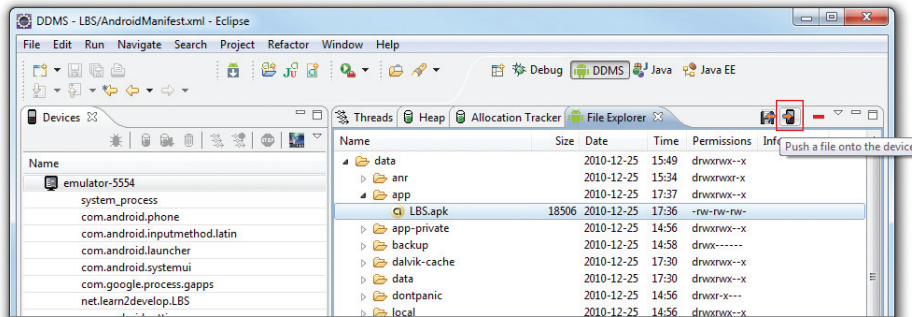 DDMS - LBS/AndroidManifest.xml - Eclipse
File Edit Run Navigate Search Project Refactor Window Help
Debug DDMS Java Java EE
Devices Threads Heap Allocation Tracker File Explorer
Name Size Date Time Permissions Info
Push a file onto the device
Name
data 2010-12-25 15:49 drwxrwx--x
emulator-5554
anr 2010-12-25 15:34 drwxrwxr-x
system_process
app 2010-12-25 17:37 drwxrwx--x
com.android.phone
LBS.apk 18506 2010-12-25 17:36 -rw-rw-rw-
com.android.inputmethod.latin
app-private 2010-12-25 14:56 drwxrwx--x
com.android.launcher
backup 2010-12-25 14:58 drwx------
com.android.systemui
dalvik-cache 2010-12-25 17:30 drwxrwx--x
com.google.process.gapps
data 2010-12-25 17:30 drwxrwx--x
net.learn2develop.LBS
dontpanic 2010-12-25 14:56 drwxr-x---
local 2010-12-25 14:56 drwxrwx--x